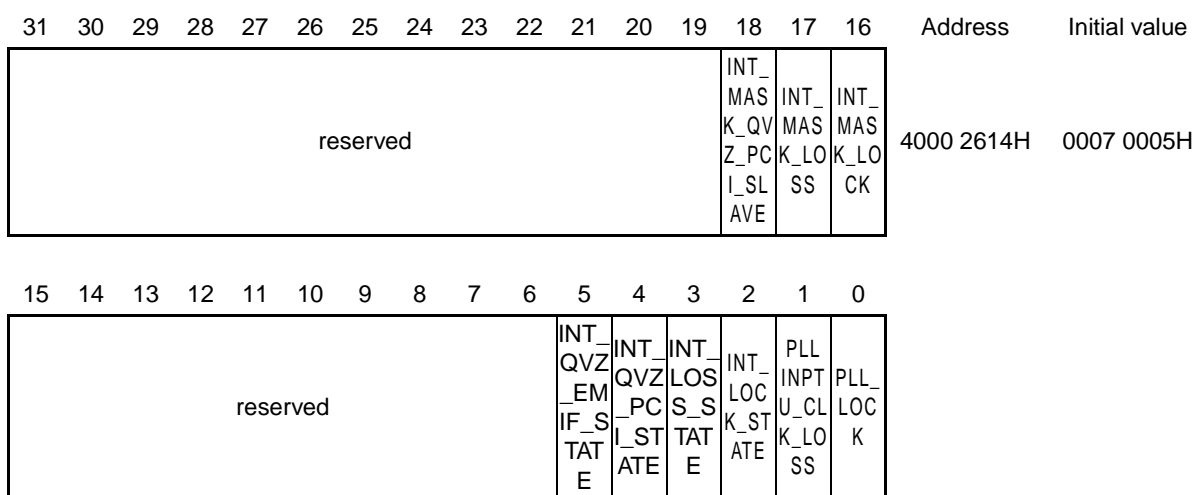 31 30 29 28 27 26 25 24 23 22 21 20 19 18 17 16 Address Initial value
reserved
INT_
MAS
K_QV
Z_PC
I_SL
AVE
INT_
MAS
K_LO
SS
INT_
MAS
K_LO
CK
4000 2614H 0007 0005H
15 14 13 12 11 10 9 8 7 6 5 4 3 2 1 0
reserved
INT_
QVZ
_EM
IF_S
TAT
E
INT_
QVZ
_PC
I_ST
ATE
INT_
LOS
S_S
TAT
E
INT_
LOC
K_ST
ATE
PLL
INPT
U_CL
K_LO
SS
PLL_
LOC
K